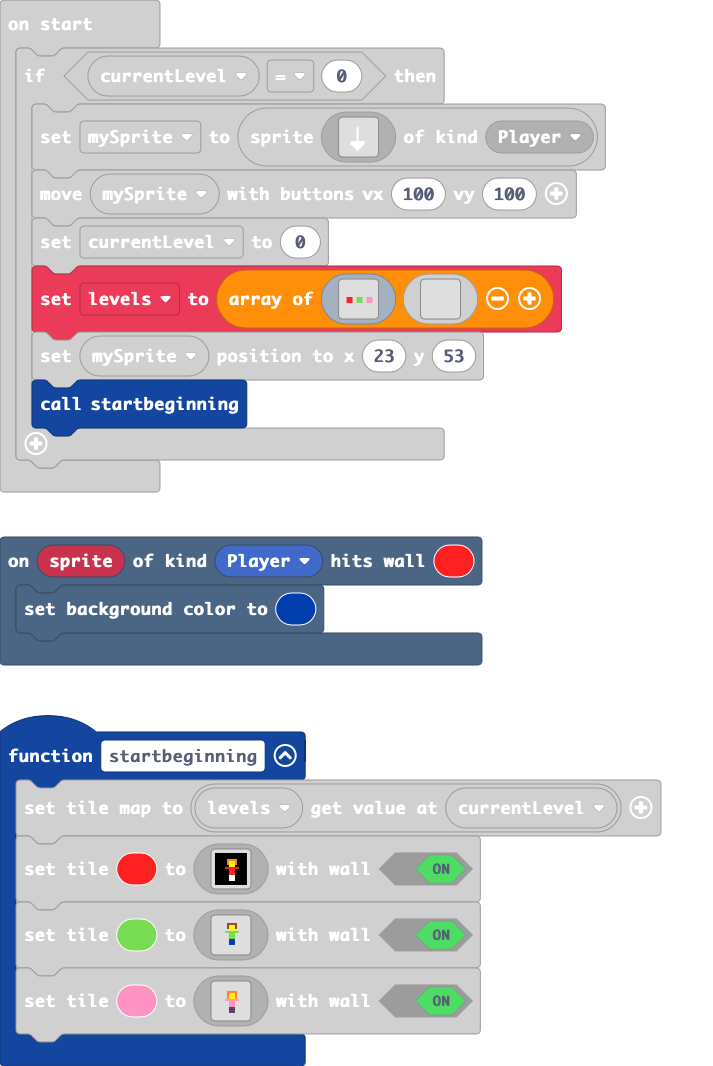 on start
if currentLevel = 0 then
set mySprite to sprite of kind Player
move mySprite with buttons vx 100 vy 100
set currentLevel to 0
set levels to array of
set mySprite position to x 23 y 53
call startbeginning
on sprite of kind Player hits wall
set background color to
function startbeginning
set tile map to levels get value at currentLevel
set tile to with wall ON
set tile to with wall ON
set tile to with wall ON